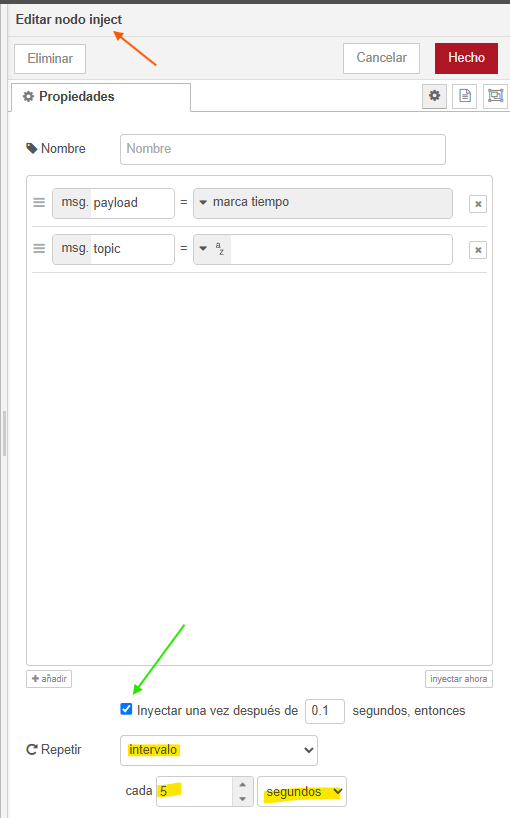 Editar nodo inject
Eliminar
Cancelar
Hecho
Propiedades
Nombre
Nombre
msg. payload = marca tiempo
msg. topic = a z
añadir
inyectar ahora
Inyectar una vez después de 0.1 segundos, entonces
Repetir
intervalo
cada 5 segundos